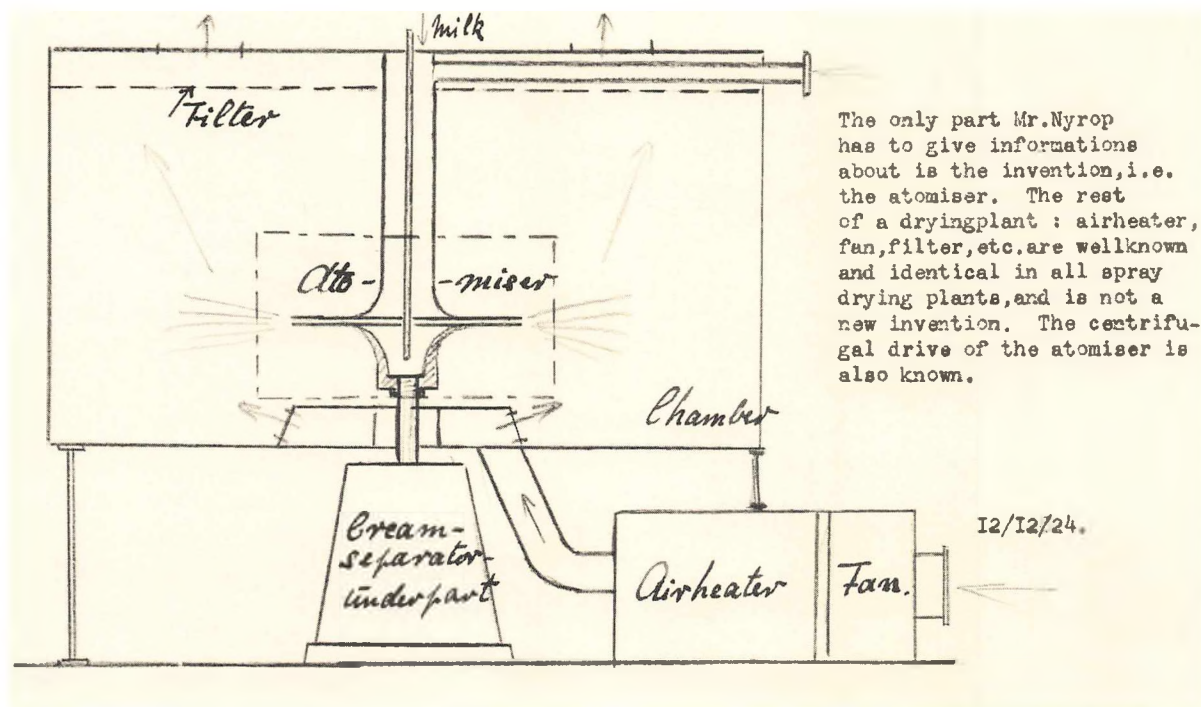 milk
Filter
Ato-miser
Chamber
Cream-
separator-
underpart
Airheater
Fan.
The only part Mr.Nyrop
has to give informations
about is the invention,i.e.
the atomiser. The rest
of a dryingplant : airheater,
fan,filter,etc.are wellknown
and identical in all spray
drying plants,and is not a
new invention. The centrifu-
gal drive of the atomiser is
also known.
I2/I2/24.